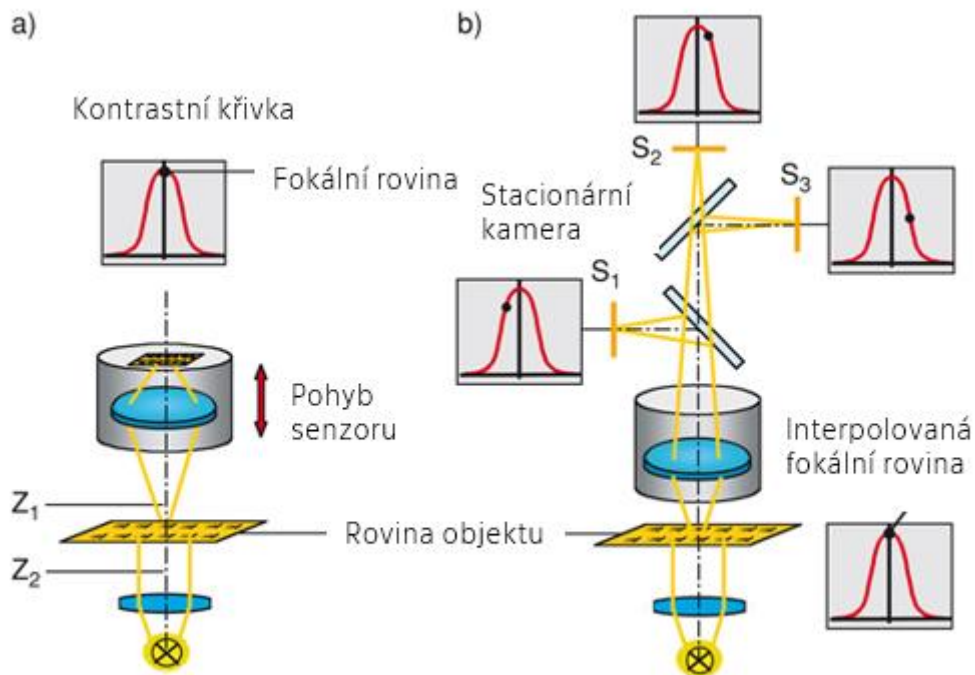 a)
Kontrastní křivka
Fokální rovina
Pohyb
senzoru
Z1
Rovina objektu
Z2
b)
S2
S3
Stacionární
kamera
S1
Interpolovaná
fokální rovina